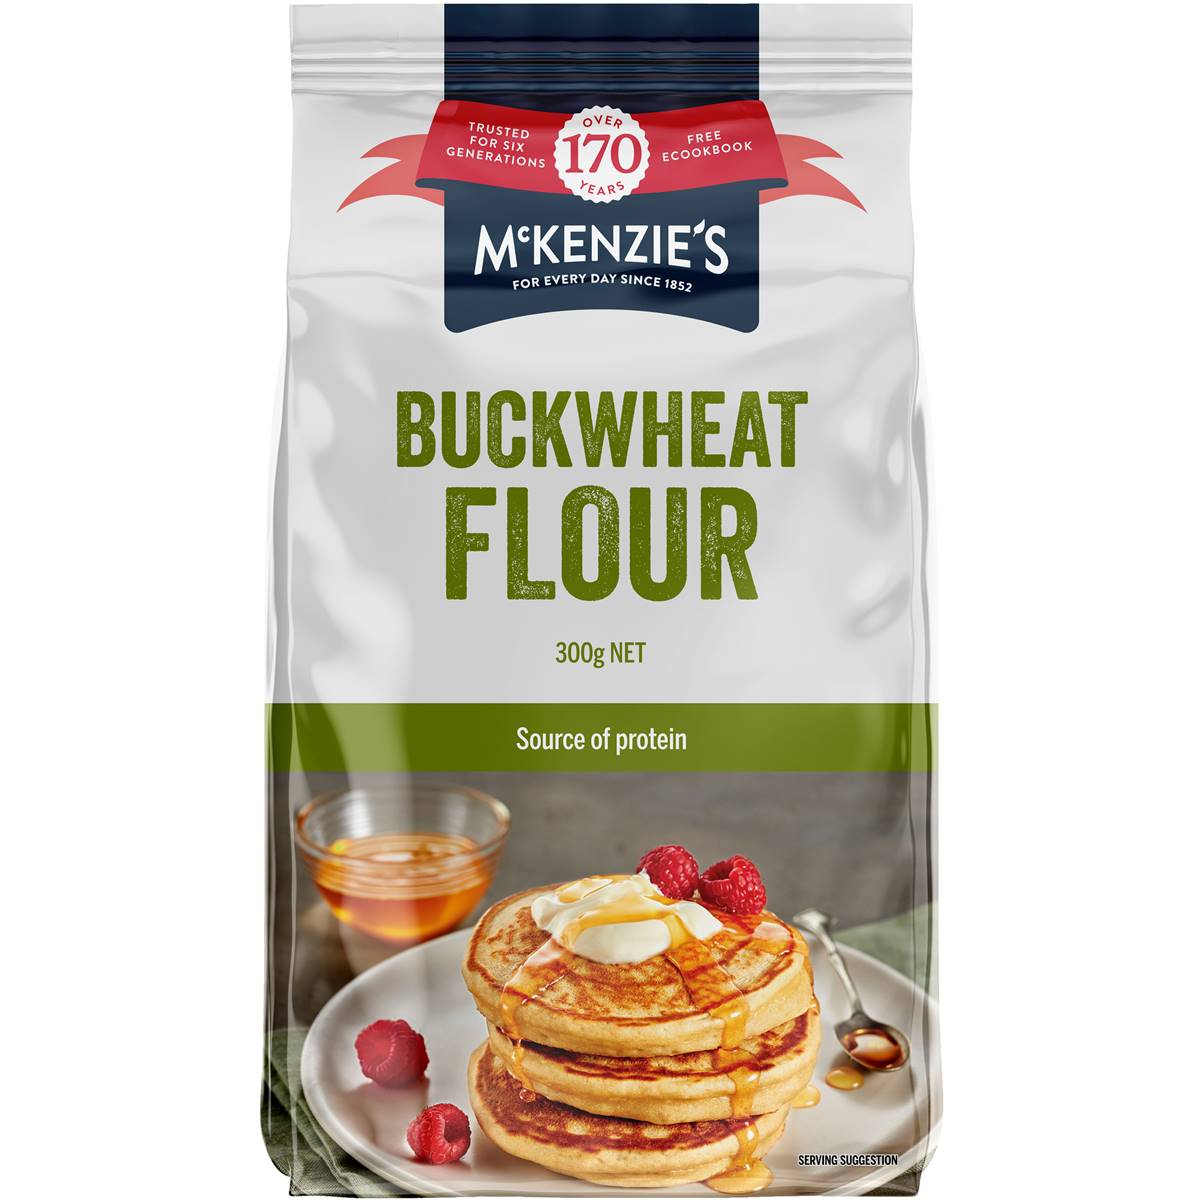 TRUSTED
FOR SIX
GENERATIONS
OVER
170
YEARS
FREE
ECOOKBOOK
McKENZIE'S
FOR EVERY DAY SINCE 1852
BUCKWHEAT
FLOUR
300g NET
Source of protein
SERVING SUGGESTION